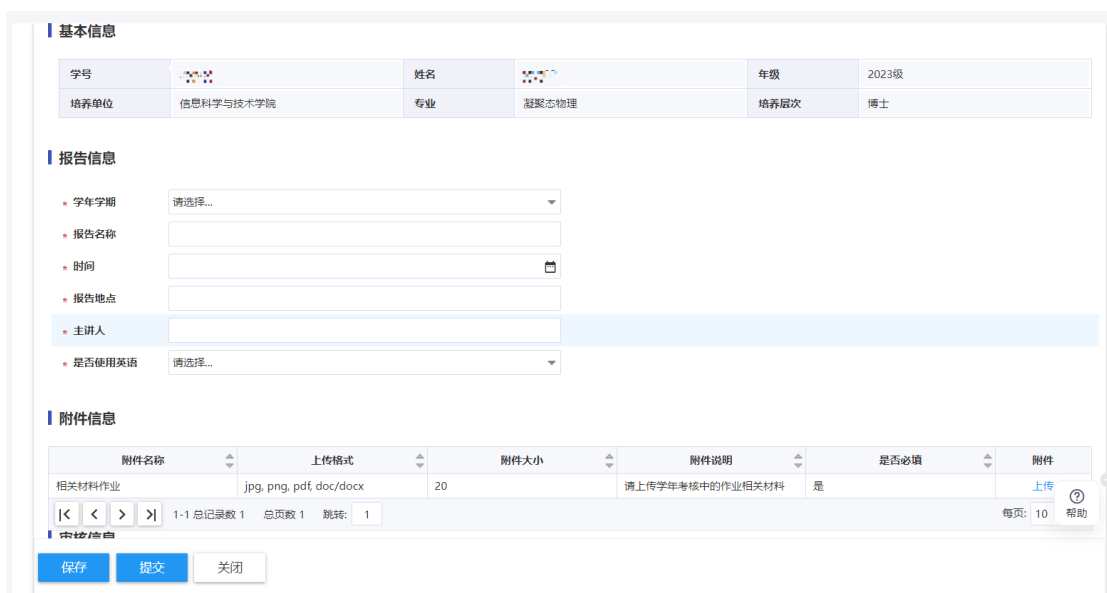 基本信息
学号 姓名 年级 2023级
培养单位 信息科学与技术学院 专业 凝聚态物理 培养层次 博士
报告信息
* 学年学期 请选择...
* 报告名称
* 时间
* 报告地点
* 主讲人
* 是否使用英语 请选择...
附件信息
附件名称 上传格式 附件大小 附件说明 是否必填 附件
相关材料作业 jpg, png, pdf, doc/docx 20 请上传学年考核中的作业相关材料 是 上传
1-1 总记录数 1 总页数 1 跳转: 1 每页: 10 帮助
审核信息
保存 提交 关闭